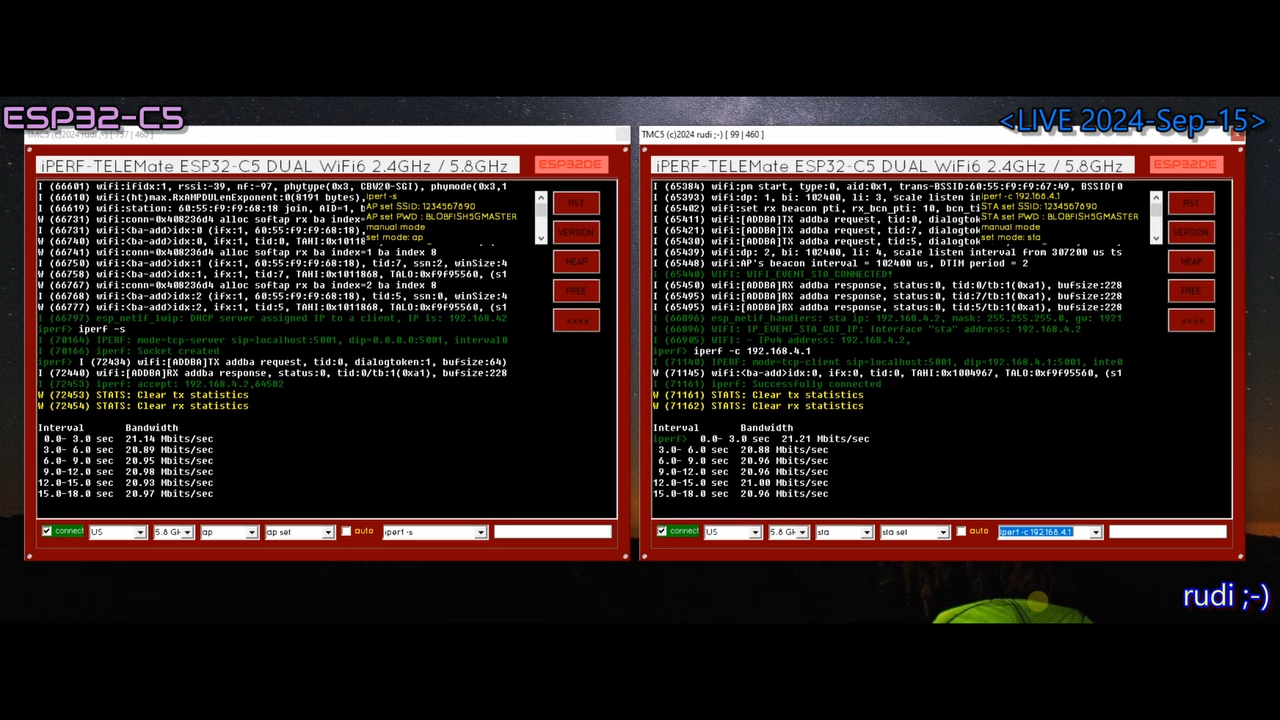 ESP32-C5
<LIVE 2024-Sep-15>
TMC5 (c)2024 rudi ;-) [ 757 | 460 ]
iPERF-TELEMate ESP32-C5 DUAL WiFi6 2.4GHz / 5.8GHz
ESP32DE
I (66601) wifi:ifidx:1, rssi:-39, nf:-97, phytype(0x3, CBW20-SGI), phymode(0x3,1
I (66610) wifi:(ht)max.RxAMPDULenExponent:0(8191 bytes),
I (66619) wifi:station: 60:55:f9:f9:68:18 join, AID=1, b
W (66731) wifi:conn=0x408236d4 alloc softap rx ba index=
W (66731) wifi:<ba-add>idx:0 (ifx:1, 60:55:f9:f9:68:18),
W (66740) wifi:<ba-add>idx:0, ifx:1, tid:0, TAHI:0x10118
W (66741) wifi:conn=0x408236d4 alloc softap rx ba index=1 ba index 8
W (66750) wifi:<ba-add>idx:1 (ifx:1, 60:55:f9:f9:68:18), tid:7, ssn:2, winSize:4
W (66758) wifi:<ba-add>idx:1, ifx:1, tid:7, TAHI:0x1011868, TALO:0xf9f95560, (s1
W (66767) wifi:conn=0x408236d4 alloc softap rx ba index=2 ba index 8
W (66768) wifi:<ba-add>idx:2 (ifx:1, 60:55:f9:f9:68:18), tid:5, ssn:0, winSize:4
W (66777) wifi:<ba-add>idx:2, ifx:1, tid:5, TAHI:0x1011868, TALO:0xf9f95560, (s1
I (66797) esp_netif_lwip: DHCP server assigned IP to a client, IP is: 192.168.42
iperf> iperf -s
I (70164) IPERF: mode=tcp-server sip=localhost:5001, dip=0.0.0.0:5001, interval0
I (70166) iperf: Socket created
iperf> I (72434) wifi:[ADDBA]TX addba request, tid:0, dialogtoken:1, bufsize:64)
I (72440) wifi:[ADDBA]RX addba response, status:0, tid:0/tb:1(0xa1), bufsize:228
I (72453) iperf: accept: 192.168.4.2,64582
W (72453) STATS: Clear tx statistics
W (72454) STATS: Clear rx statistics
Interval Bandwidth
0.0- 3.0 sec 21.14 Mbits/sec
3.0- 6.0 sec 20.89 Mbits/sec
6.0- 9.0 sec 20.95 Mbits/sec
9.0-12.0 sec 20.98 Mbits/sec
12.0-15.0 sec 20.93 Mbits/sec
15.0-18.0 sec 20.97 Mbits/sec
iperf -s
AP set SSID: 1234567890
AP set PWD : BLOBFISH5GMASTER
manual mode
set mode: ap _
RST
VERSION
HEAP
FREE
××××
connect US 5.8 GH ap ap set auto iperf -s
TMC5 (c)2024 rudi ;-) [ 99 | 460 ]
iPERF-TELEMate ESP32-C5 DUAL WiFi6 2.4GHz / 5.8GHz
ESP32DE
I (65384) wifi:pm start, type:0, aid:0x1, trans-BSSID:60:55:f9:f9:67:49, BSSID[0
I (65393) wifi:dp: 1, bi: 102400, li: 3, scale listen in
I (65402) wifi:set rx beacon pti, rx_bcn_pti: 10, bcn_ti
I (65411) wifi:[ADDBA]TX addba request, tid:0, dialogtok
I (65421) wifi:[ADDBA]TX addba request, tid:7, dialogtok
I (65430) wifi:[ADDBA]TX addba request, tid:5, dialogtok
I (65439) wifi:dp: 2, bi: 102400, li: 4, scale listen interval from 307200 us ts
I (65448) wifi:AP's beacon interval = 102400 us, DTIM period = 2
I (65440) WIFI: WIFI_EVENT_STA_CONNECTED!
I (65450) wifi:[ADDBA]RX addba response, status:0, tid:0/tb:1(0xa1), bufsize:228
I (65495) wifi:[ADDBA]RX addba response, status:0, tid:7/tb:1(0xa1), bufsize:228
I (65495) wifi:[ADDBA]RX addba response, status:0, tid:5/tb:1(0xa1), bufsize:228
I (66896) esp_netif_handlers: sta ip: 192.168.4.2, mask: 255.255.255.0, gw: 1921
I (66896) WIFI: IP_EVENT_STA_GOT_IP: Interface "sta" address: 192.168.4.2
I (66905) WIFI: - IPv4 address: 192.168.4.2,
iperf> iperf -c 192.168.4.1
I (71140) IPERF: mode=tcp-client sip=localhost:5001, dip=192.168.4.1:5001, inte0
W (71145) wifi:<ba-add>idx:0, ifx:0, tid:0, TAHI:0x1004967, TALO:0xf9f95560, (s1
I (71161) iperf: Successfully connected
W (71161) STATS: Clear tx statistics
W (71162) STATS: Clear rx statistics
Interval Bandwidth
iperf> 0.0- 3.0 sec 21.21 Mbits/sec
3.0- 6.0 sec 20.88 Mbits/sec
6.0- 9.0 sec 20.96 Mbits/sec
9.0-12.0 sec 20.96 Mbits/sec
12.0-15.0 sec 21.00 Mbits/sec
15.0-18.0 sec 20.96 Mbits/sec
iperf -c 192.168.4.1
STA set SSID: 1234567890
STA set PWD : BLOBFISH5GMASTER
manual mode
set mode: sta _
RST
VERSION
HEAP
FREE
××××
connect US 5.8 GH sta sta set auto iperf -c 192.168.4.1
rudi ;-)